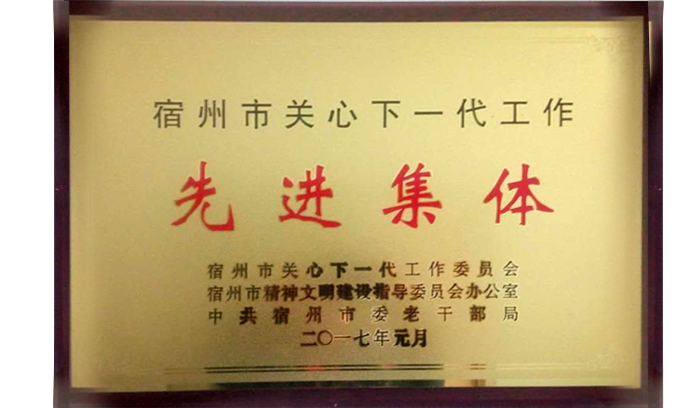 宿州市关心下一代工作
先进集体
宿州市关心下一代工作委员会
宿州市精神文明建设指导委员会办公室
中共宿州市委老干部局
二〇一七年元月